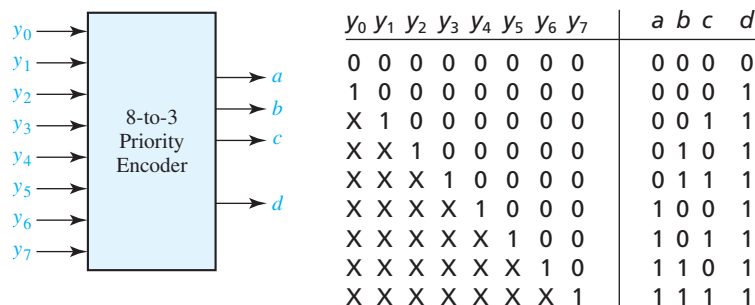 y0
y1
y2
y3
y4
y5
y6
y7
8-to-3
Priority
Encoder
a
b
c
d
y0 y1 y2 y3 y4 y5 y6 y7 a b c d
0 0 0 0 0 0 0 0 0 0 0 0
1 0 0 0 0 0 0 0 0 0 0 1
X 1 0 0 0 0 0 0 0 0 1 1
X X 1 0 0 0 0 0 0 1 0 1
X X X 1 0 0 0 0 0 1 1 1
X X X X 1 0 0 0 1 0 0 1
X X X X X 1 0 0 1 0 1 1
X X X X X X 1 0 1 1 0 1
X X X X X X X 1 1 1 1 1